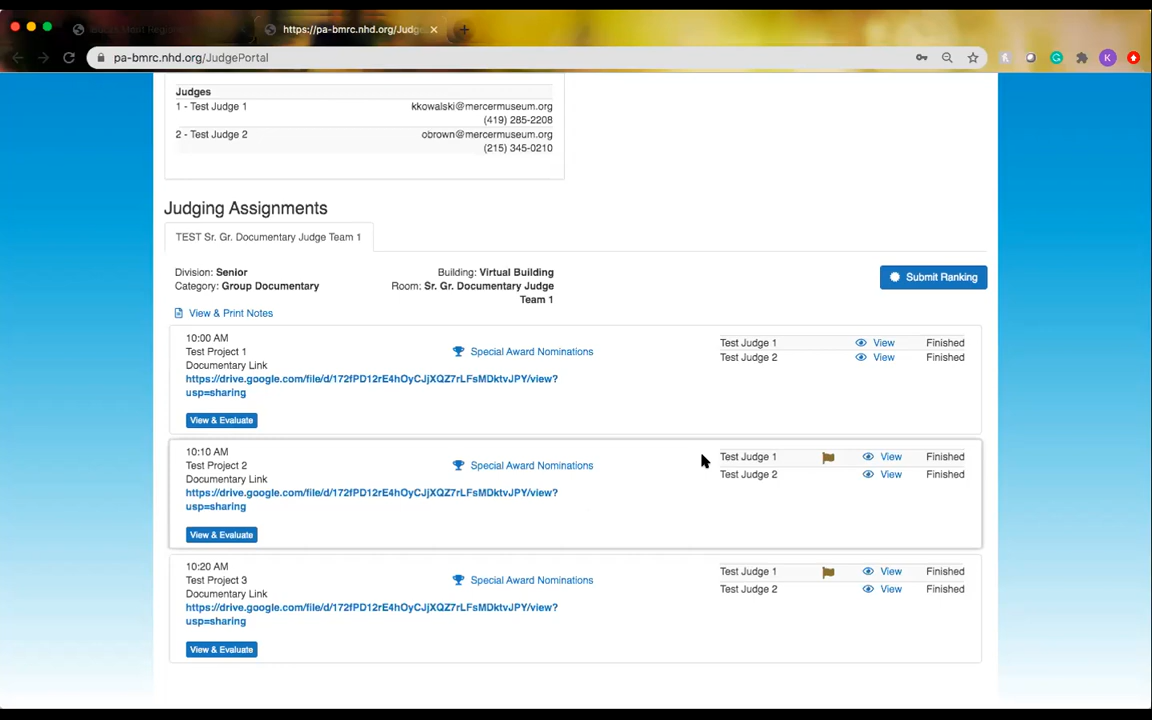 https://pa-bmrc.nhd.org/Judge
pa-bmrc.nhd.org/JudgePortal
K
Judges
1 - Test Judge 1 kkowalski@mercermuseum.org
(419) 285-2208
2 - Test Judge 2 obrown@mercermuseum.org
(215) 345-0210
Judging Assignments
TEST Sr. Gr. Documentary Judge Team 1
Division: Senior Building: Virtual Building
Category: Group Documentary Room: Sr. Gr. Documentary Judge
Team 1
Submit Ranking
View & Print Notes
10:00 AM
Test Project 1
Documentary Link
https://drive.google.com/file/d/172fPD12rE4hOyCJjXQZ7rLFsMDktvJPY/view?
usp=sharing
View & Evaluate
Special Award Nominations
Test Judge 1 View Finished
Test Judge 2 View Finished
10:10 AM
Test Project 2
Documentary Link
https://drive.google.com/file/d/172fPD12rE4hOyCJjXQZ7rLFsMDktvJPY/view?
usp=sharing
View & Evaluate
Special Award Nominations
Test Judge 1 View Finished
Test Judge 2 View Finished
10:20 AM
Test Project 3
Documentary Link
https://drive.google.com/file/d/172fPD12rE4hOyCJjXQZ7rLFsMDktvJPY/view?
usp=sharing
View & Evaluate
Special Award Nominations
Test Judge 1 View Finished
Test Judge 2 View Finished